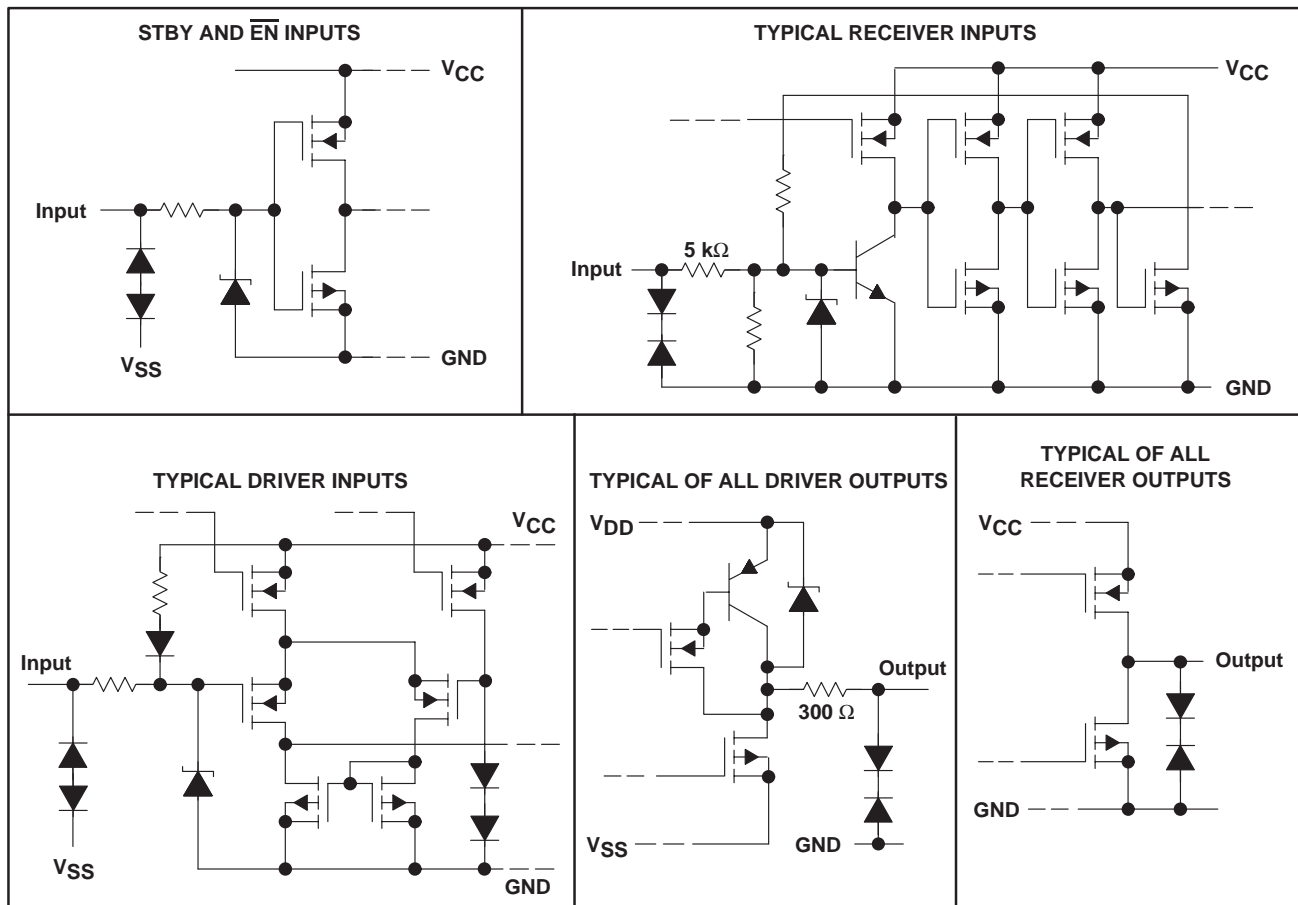 STBY AND E̅N̅ INPUTS
VCC
Input
VSS
GND
TYPICAL RECEIVER INPUTS
VCC
5 kΩ
Input
GND
TYPICAL DRIVER INPUTS
VCC
Input
VSS
GND
TYPICAL OF ALL DRIVER OUTPUTS
VDD
Output
300 Ω
VSS
GND
TYPICAL OF ALL
RECEIVER OUTPUTS
VCC
Output
GND